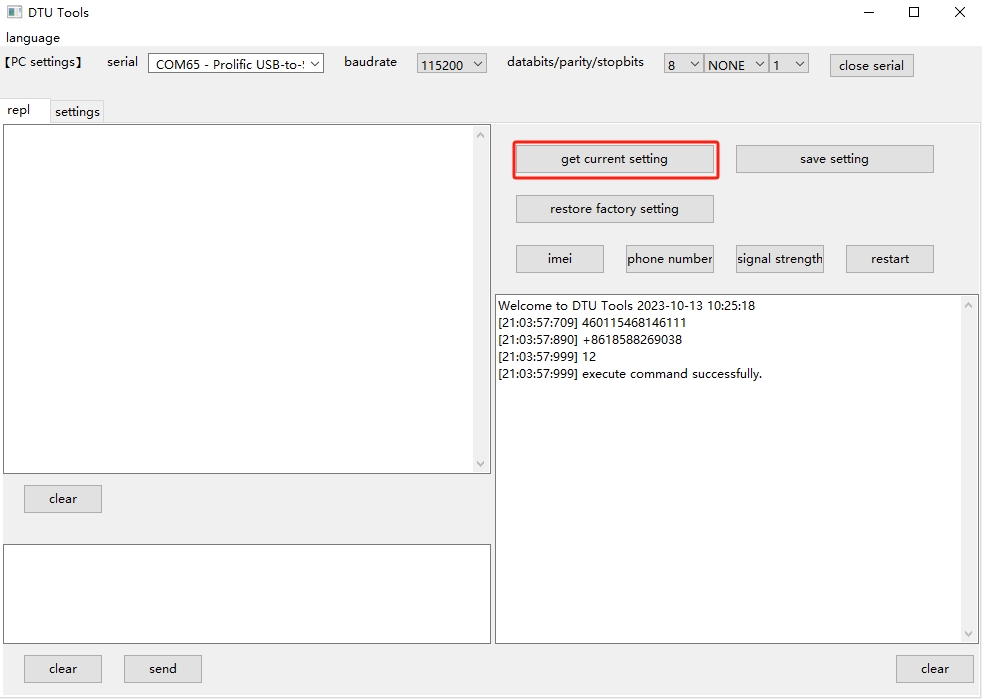 DTU Tools
language
【PC settings】 serial COM65 - Prolific USB-to-! baudrate 115200 databits/parity/stopbits 8 NONE 1 close serial
repl settings
get current setting save setting
restore factory setting
imei phone number signal strength restart
Welcome to DTU Tools 2023-10-13 10:25:18
[21:03:57:709] 460115468146111
[21:03:57:890] +8618588269038
[21:03:57:999] 12
[21:03:57:999] execute command successfully.
clear
clear send clear